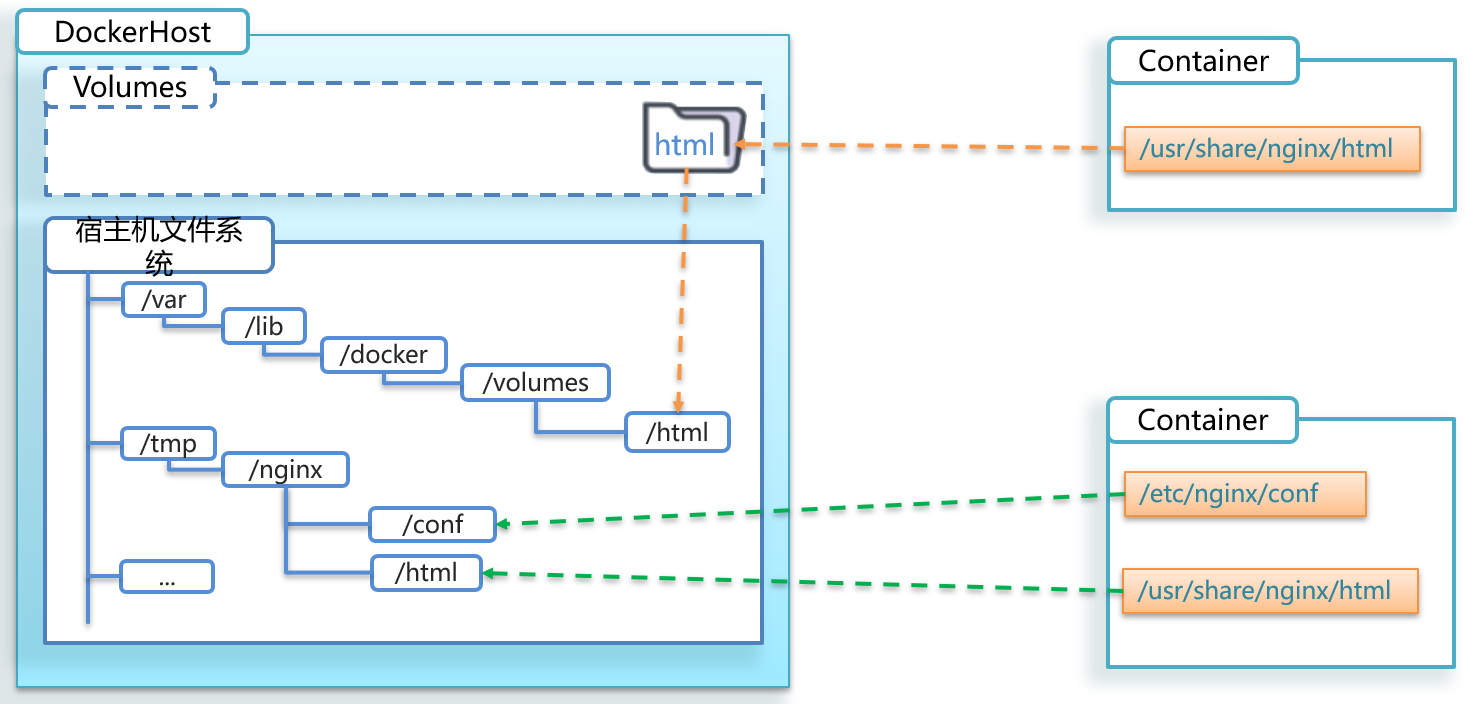 DockerHost
Volumes
html
宿主机文件系
统
/var
/lib
/docker
/volumes
/html
/tmp
/nginx
/conf
/html
...
Container
/usr/share/nginx/html
Container
/etc/nginx/conf
/usr/share/nginx/html